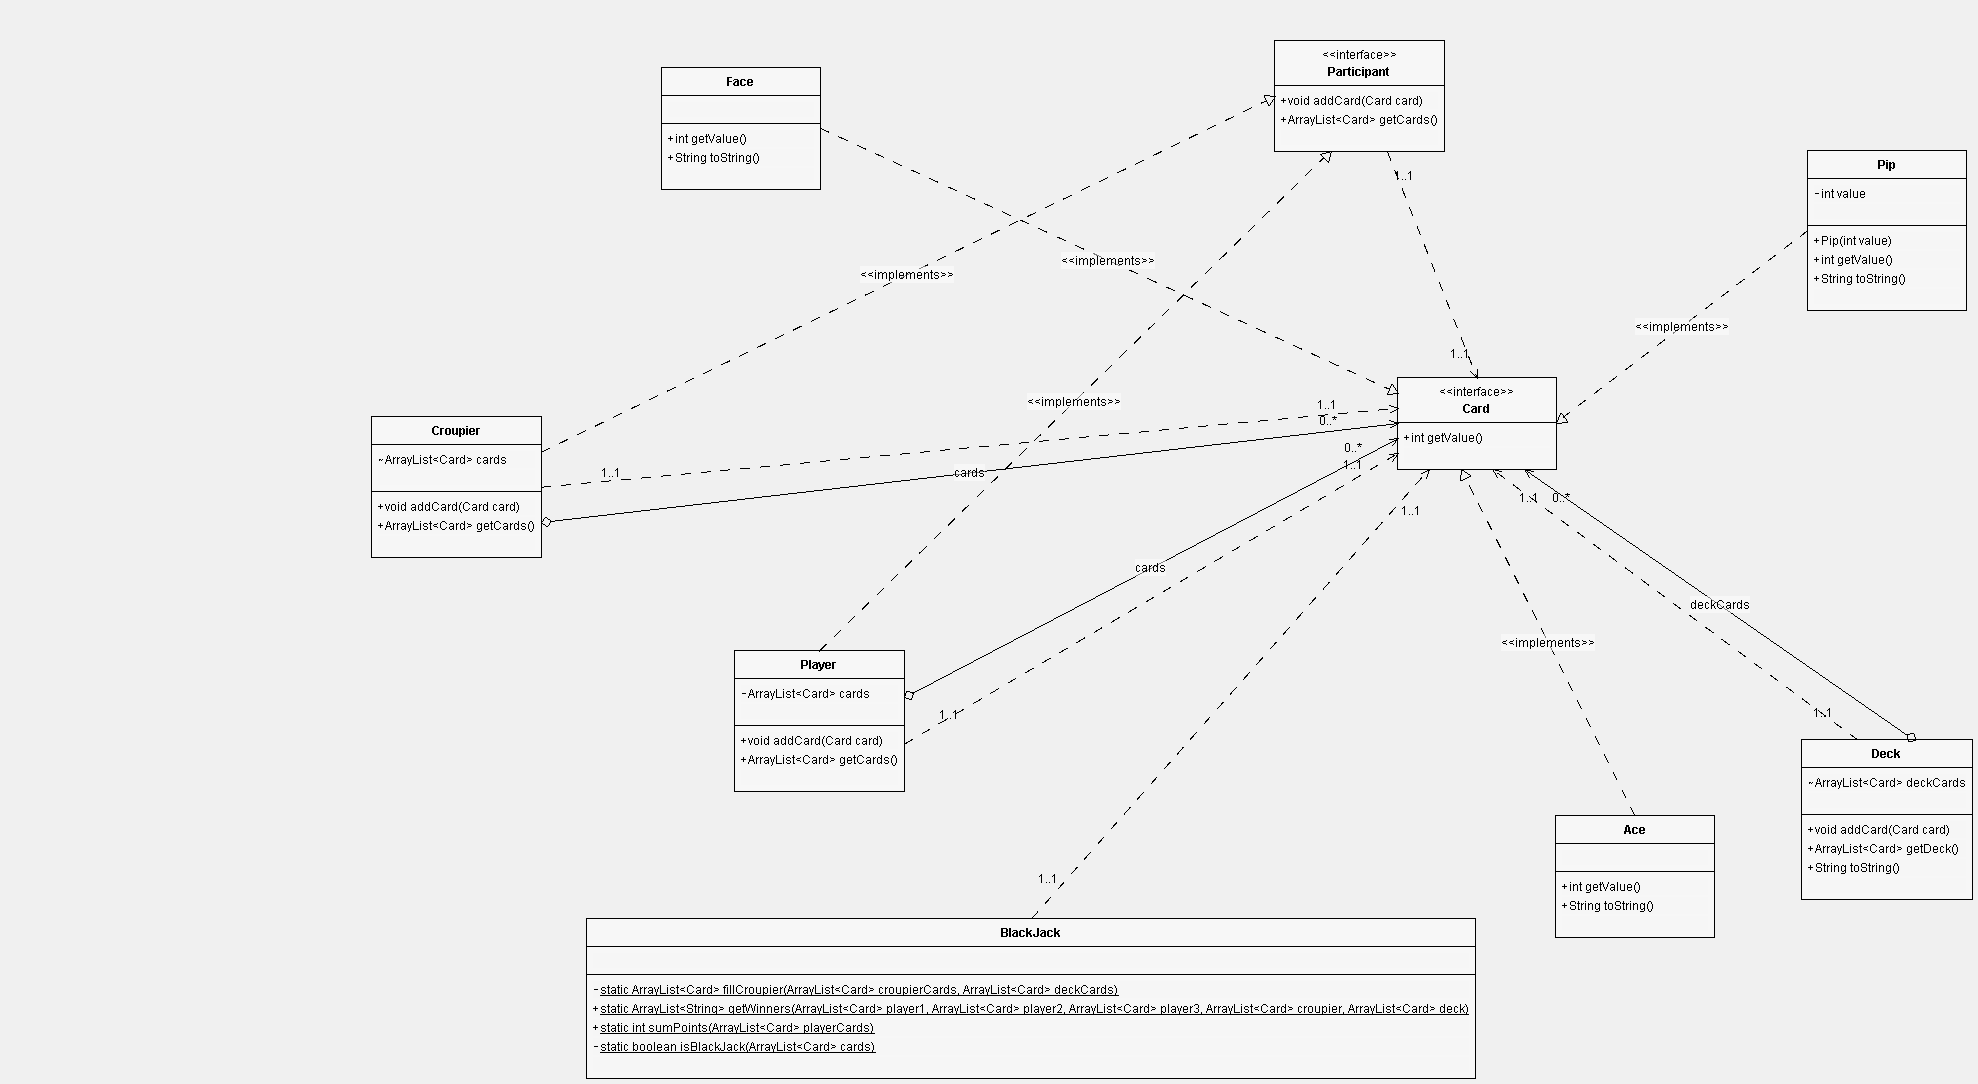 <<interface>>
Participant
+void addCard(Card card)
+ArrayList<Card> getCards()
Face
+int getValue()
+String toString()
Pip
-int value
+Pip(int value)
+int getValue()
+String toString()
1..1
<<implements>>
<<implements>>
<<implements>>
1..1
<<interface>>
Card
+int getValue()
<<implements>>
1..1
0..*
0..*
1..1
Croupier
~ArrayList<Card> cards
+void addCard(Card card)
+ArrayList<Card> getCards()
1..1
cards
1..1
1..1
0..*
cards
deckCards
<<implements>>
Player
~ArrayList<Card> cards
+void addCard(Card card)
+ArrayList<Card> getCards()
1..1
1..1
Deck
~ArrayList<Card> deckCards
+void addCard(Card card)
+ArrayList<Card> getDeck()
+String toString()
Ace
+int getValue()
+String toString()
1..1
BlackJack
-static ArrayList<Card> fillCroupier(ArrayList<Card> croupierCards, ArrayList<Card> deckCards)
+static ArrayList<String> getWinners(ArrayList<Card> player1, ArrayList<Card> player2, ArrayList<Card> player3, ArrayList<Card> croupier, ArrayList<Card> deck)
+static int sumPoints(ArrayList<Card> playerCards)
-static boolean isBlackJack(ArrayList<Card> cards)